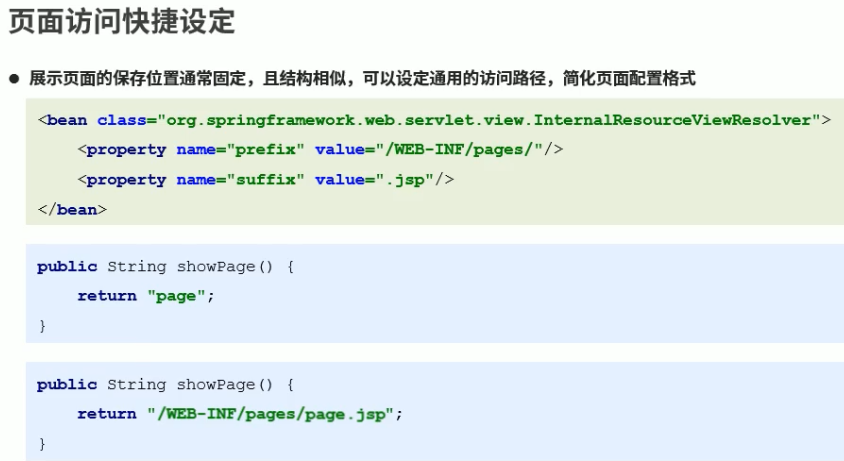 页面访问快捷设定
● 展示页面的保存位置通常固定，且结构相似，可以设定通用的访问路径，简化页面配置格式
<bean class="org.springframework.web.servlet.view.InternalResourceViewResolver">
    <property name="prefix" value="/WEB-INF/pages/"/>
    <property name="suffix" value=".jsp"/>
</bean>
public String showPage() {
    return "page";
}
public String showPage() {
    return "/WEB-INF/pages/page.jsp";
}